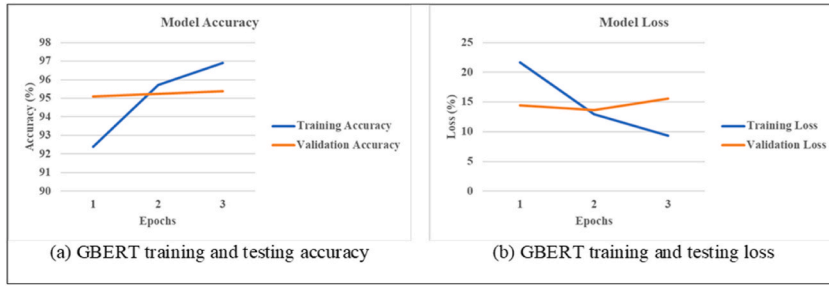 Model Accuracy
98
97
96
95
94
93
92
91
90
Accuracy (%)
1 2 3
Epochs
Training Accuracy
Validation Accuracy
(a) GBERT training and testing accuracy
Model Loss
25
20
15
10
5
0
Loss (%)
1 2 3
Epochs
Training Loss
Validation Loss
(b) GBERT training and testing loss